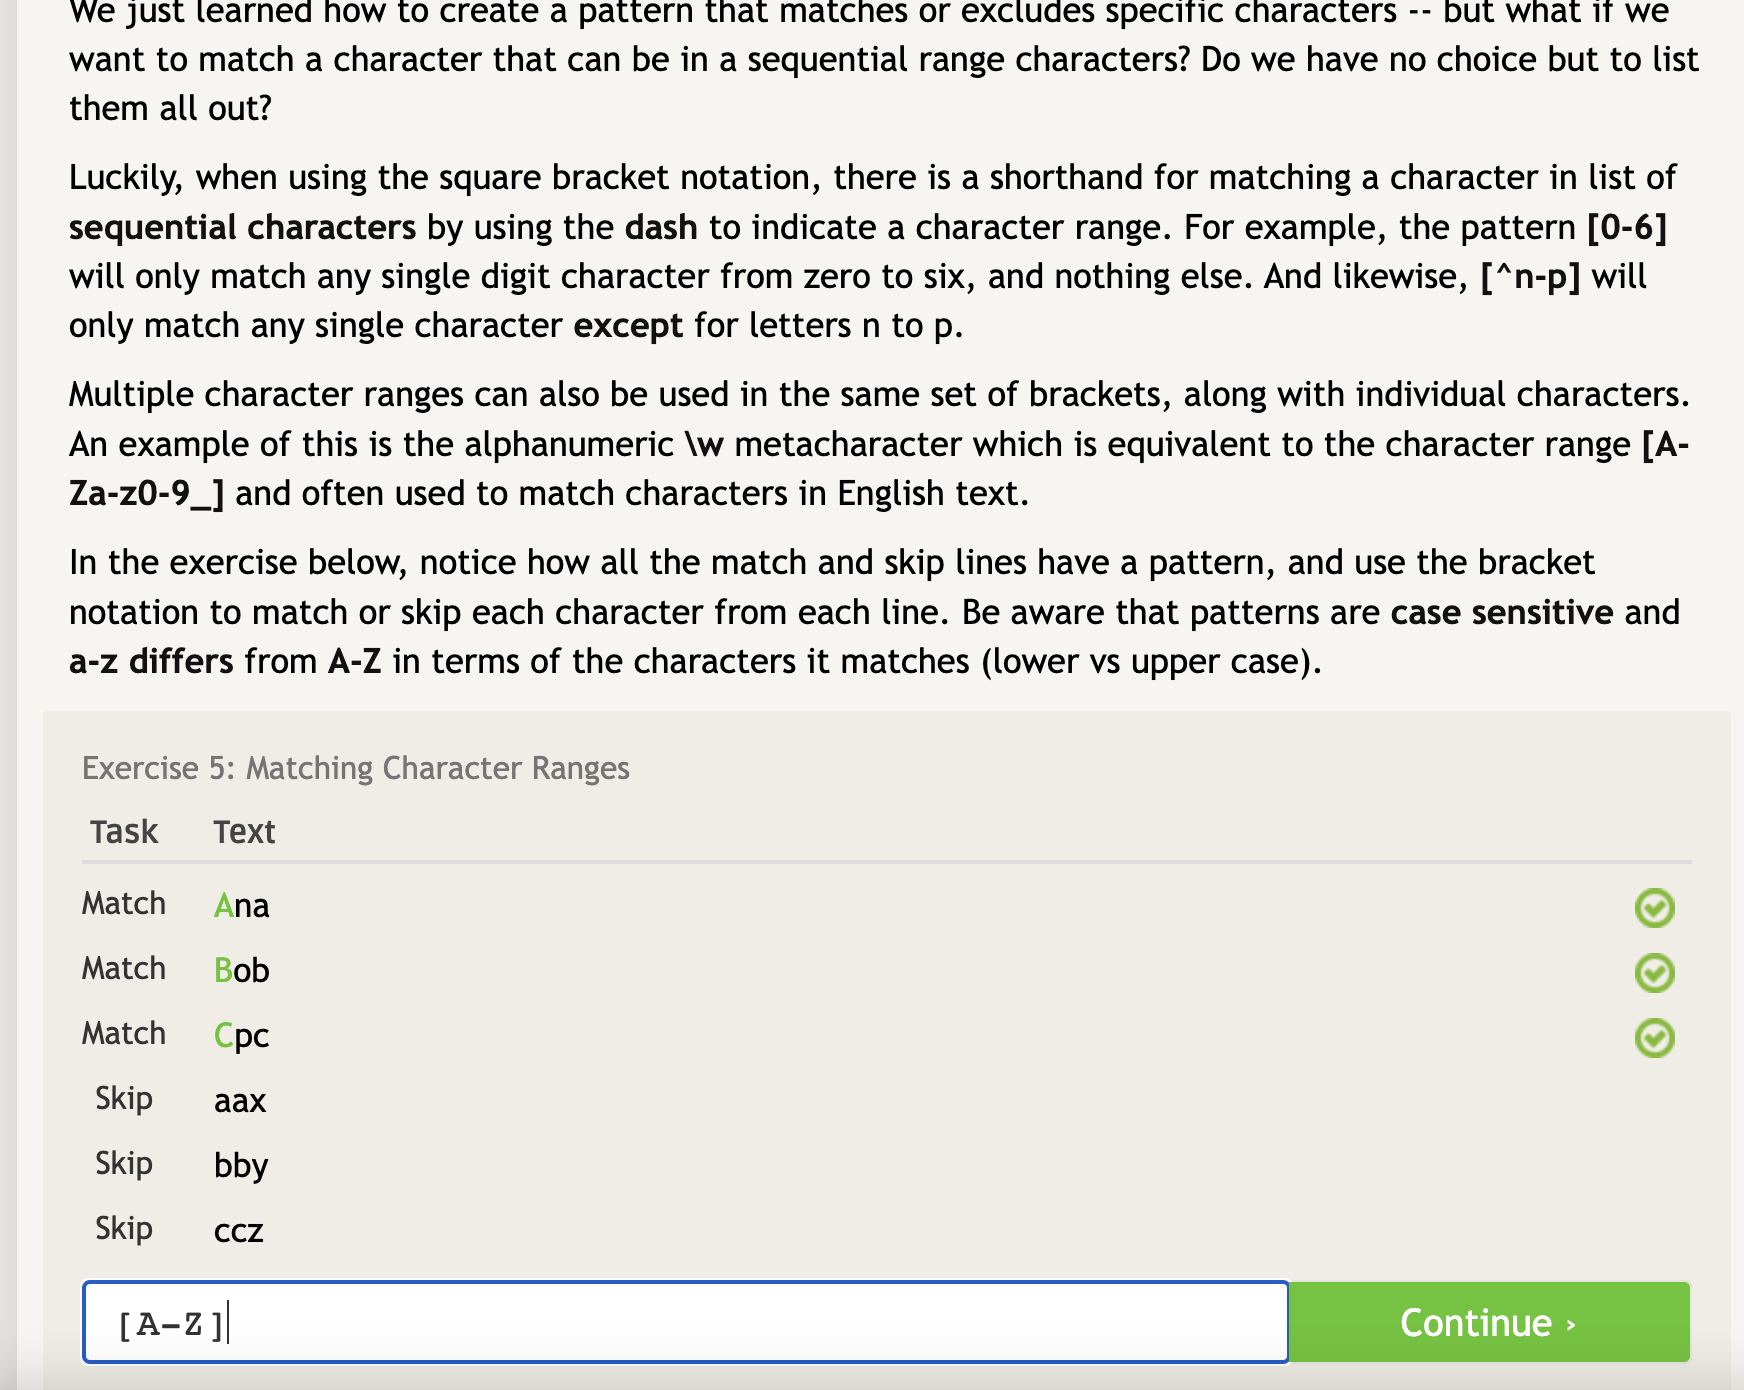 We just learned how to create a pattern that matches or excludes specific characters -- but what if we
want to match a character that can be in a sequential range characters? Do we have no choice but to list
them all out?
Luckily, when using the square bracket notation, there is a shorthand for matching a character in list of
sequential characters by using the dash to indicate a character range. For example, the pattern [0-6]
will only match any single digit character from zero to six, and nothing else. And likewise, [^n-p] will
only match any single character except for letters n to p.
Multiple character ranges can also be used in the same set of brackets, along with individual characters.
An example of this is the alphanumeric \w metacharacter which is equivalent to the character range [A-
Za-z0-9_] and often used to match characters in English text.
In the exercise below, notice how all the match and skip lines have a pattern, and use the bracket
notation to match or skip each character from each line. Be aware that patterns are case sensitive and
a-z differs from A-Z in terms of the characters it matches (lower vs upper case).
Exercise 5: Matching Character Ranges
Task Text
Match Ana
Match Bob
Match Cpc
Skip aax
Skip bby
Skip ccz
[A-Z] Continue ›